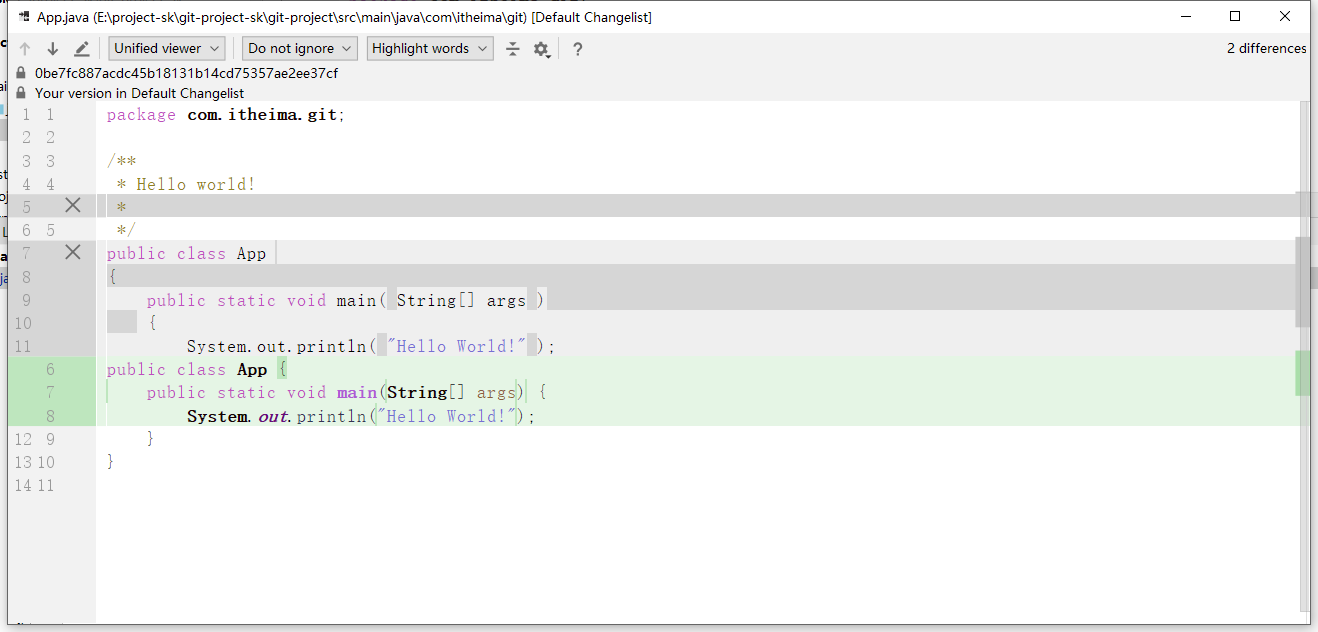 App.java (E:\project-sk\git-project-sk\git-project\src\main\java\com\itheima\git) [Default Changelist]
Unified viewer Do not ignore Highlight words ? 2 differences
0be7fc887acdc45b18131b14cd75357ae2ee37cf
Your version in Default Changelist
1 1 package com.itheima.git;
2 2
3 3 /**
4 4 * Hello world!
5 *
6 5 */
7 public class App
8 {
9 public static void main( String[] args )
10 {
11 System.out.println( "Hello World!" );
6 public class App {
7 public static void main(String[] args) {
8 System.out.println("Hello World!");
12 9 }
13 10 }
14 11